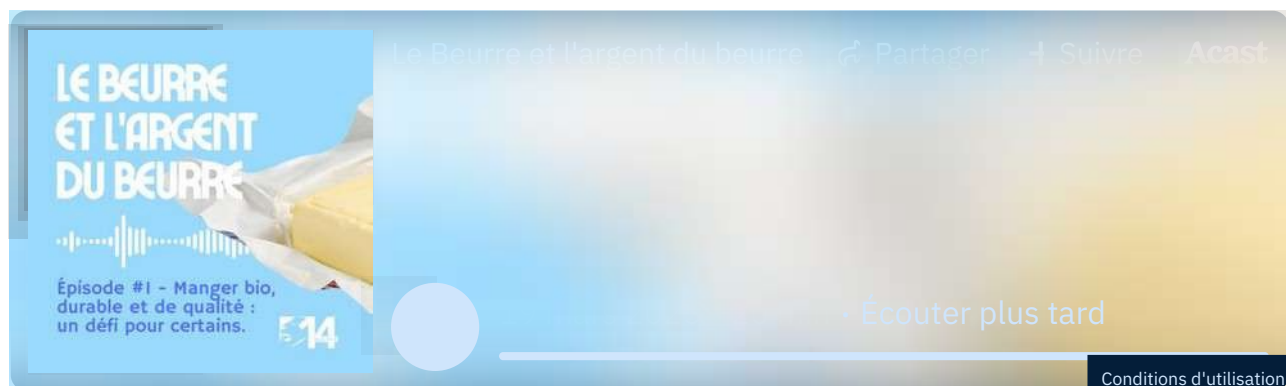 LE BEURRE
ET L'ARGENT
DU BEURRE
Épisode #1 - Manger bio,
durable et de qualité :
un défi pour certains.
14
Le Beurre et l'argent du beurre
Partager
Suivre
Acast
· Écouter plus tard
Conditions d'utilisation